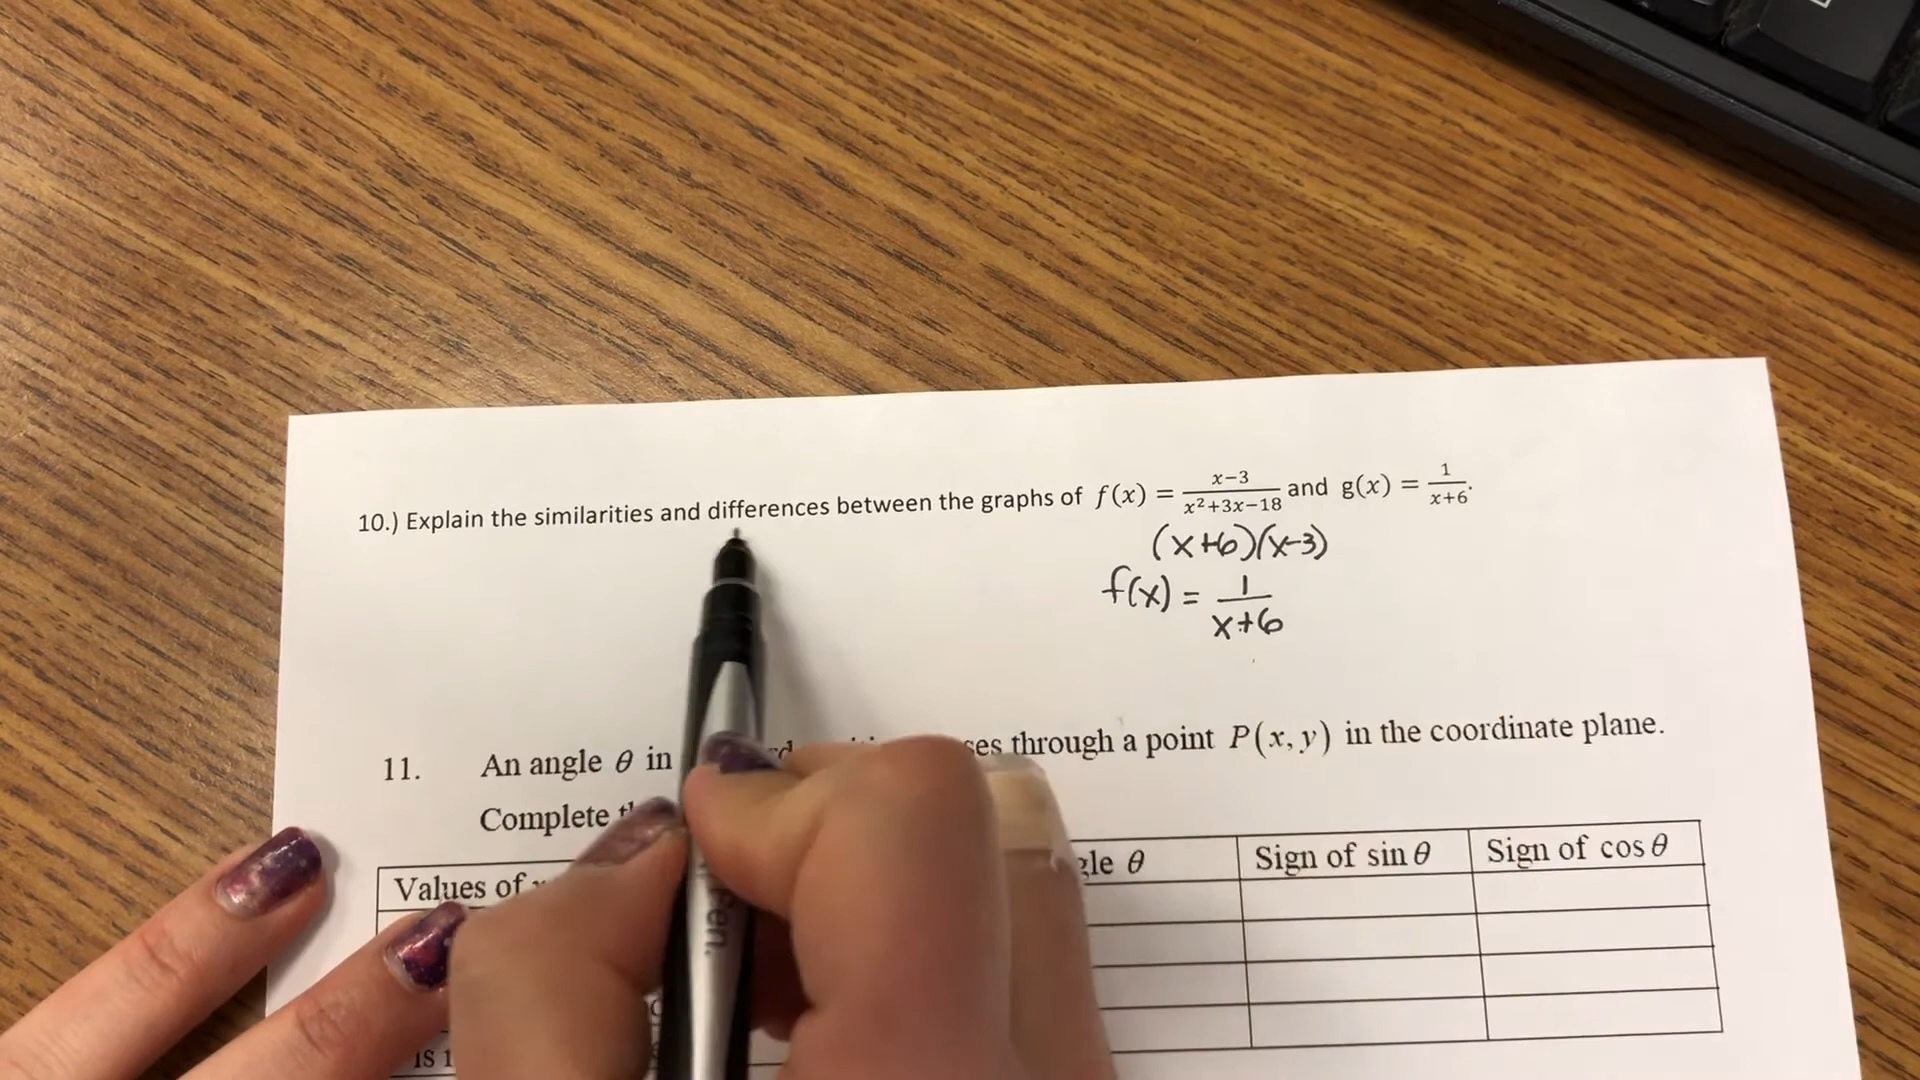 10.) Explain the similarities and differences between the graphs of f(x) = x−3 / x²+3x−18 and g(x) = 1 / x+6.
(x+6)(x-3)
f(x) = 1 / x+6
11. An angle θ in through a point P(x, y) in the coordinate plane.
Complete
Values of θ Sign of sin θ Sign of cos θ